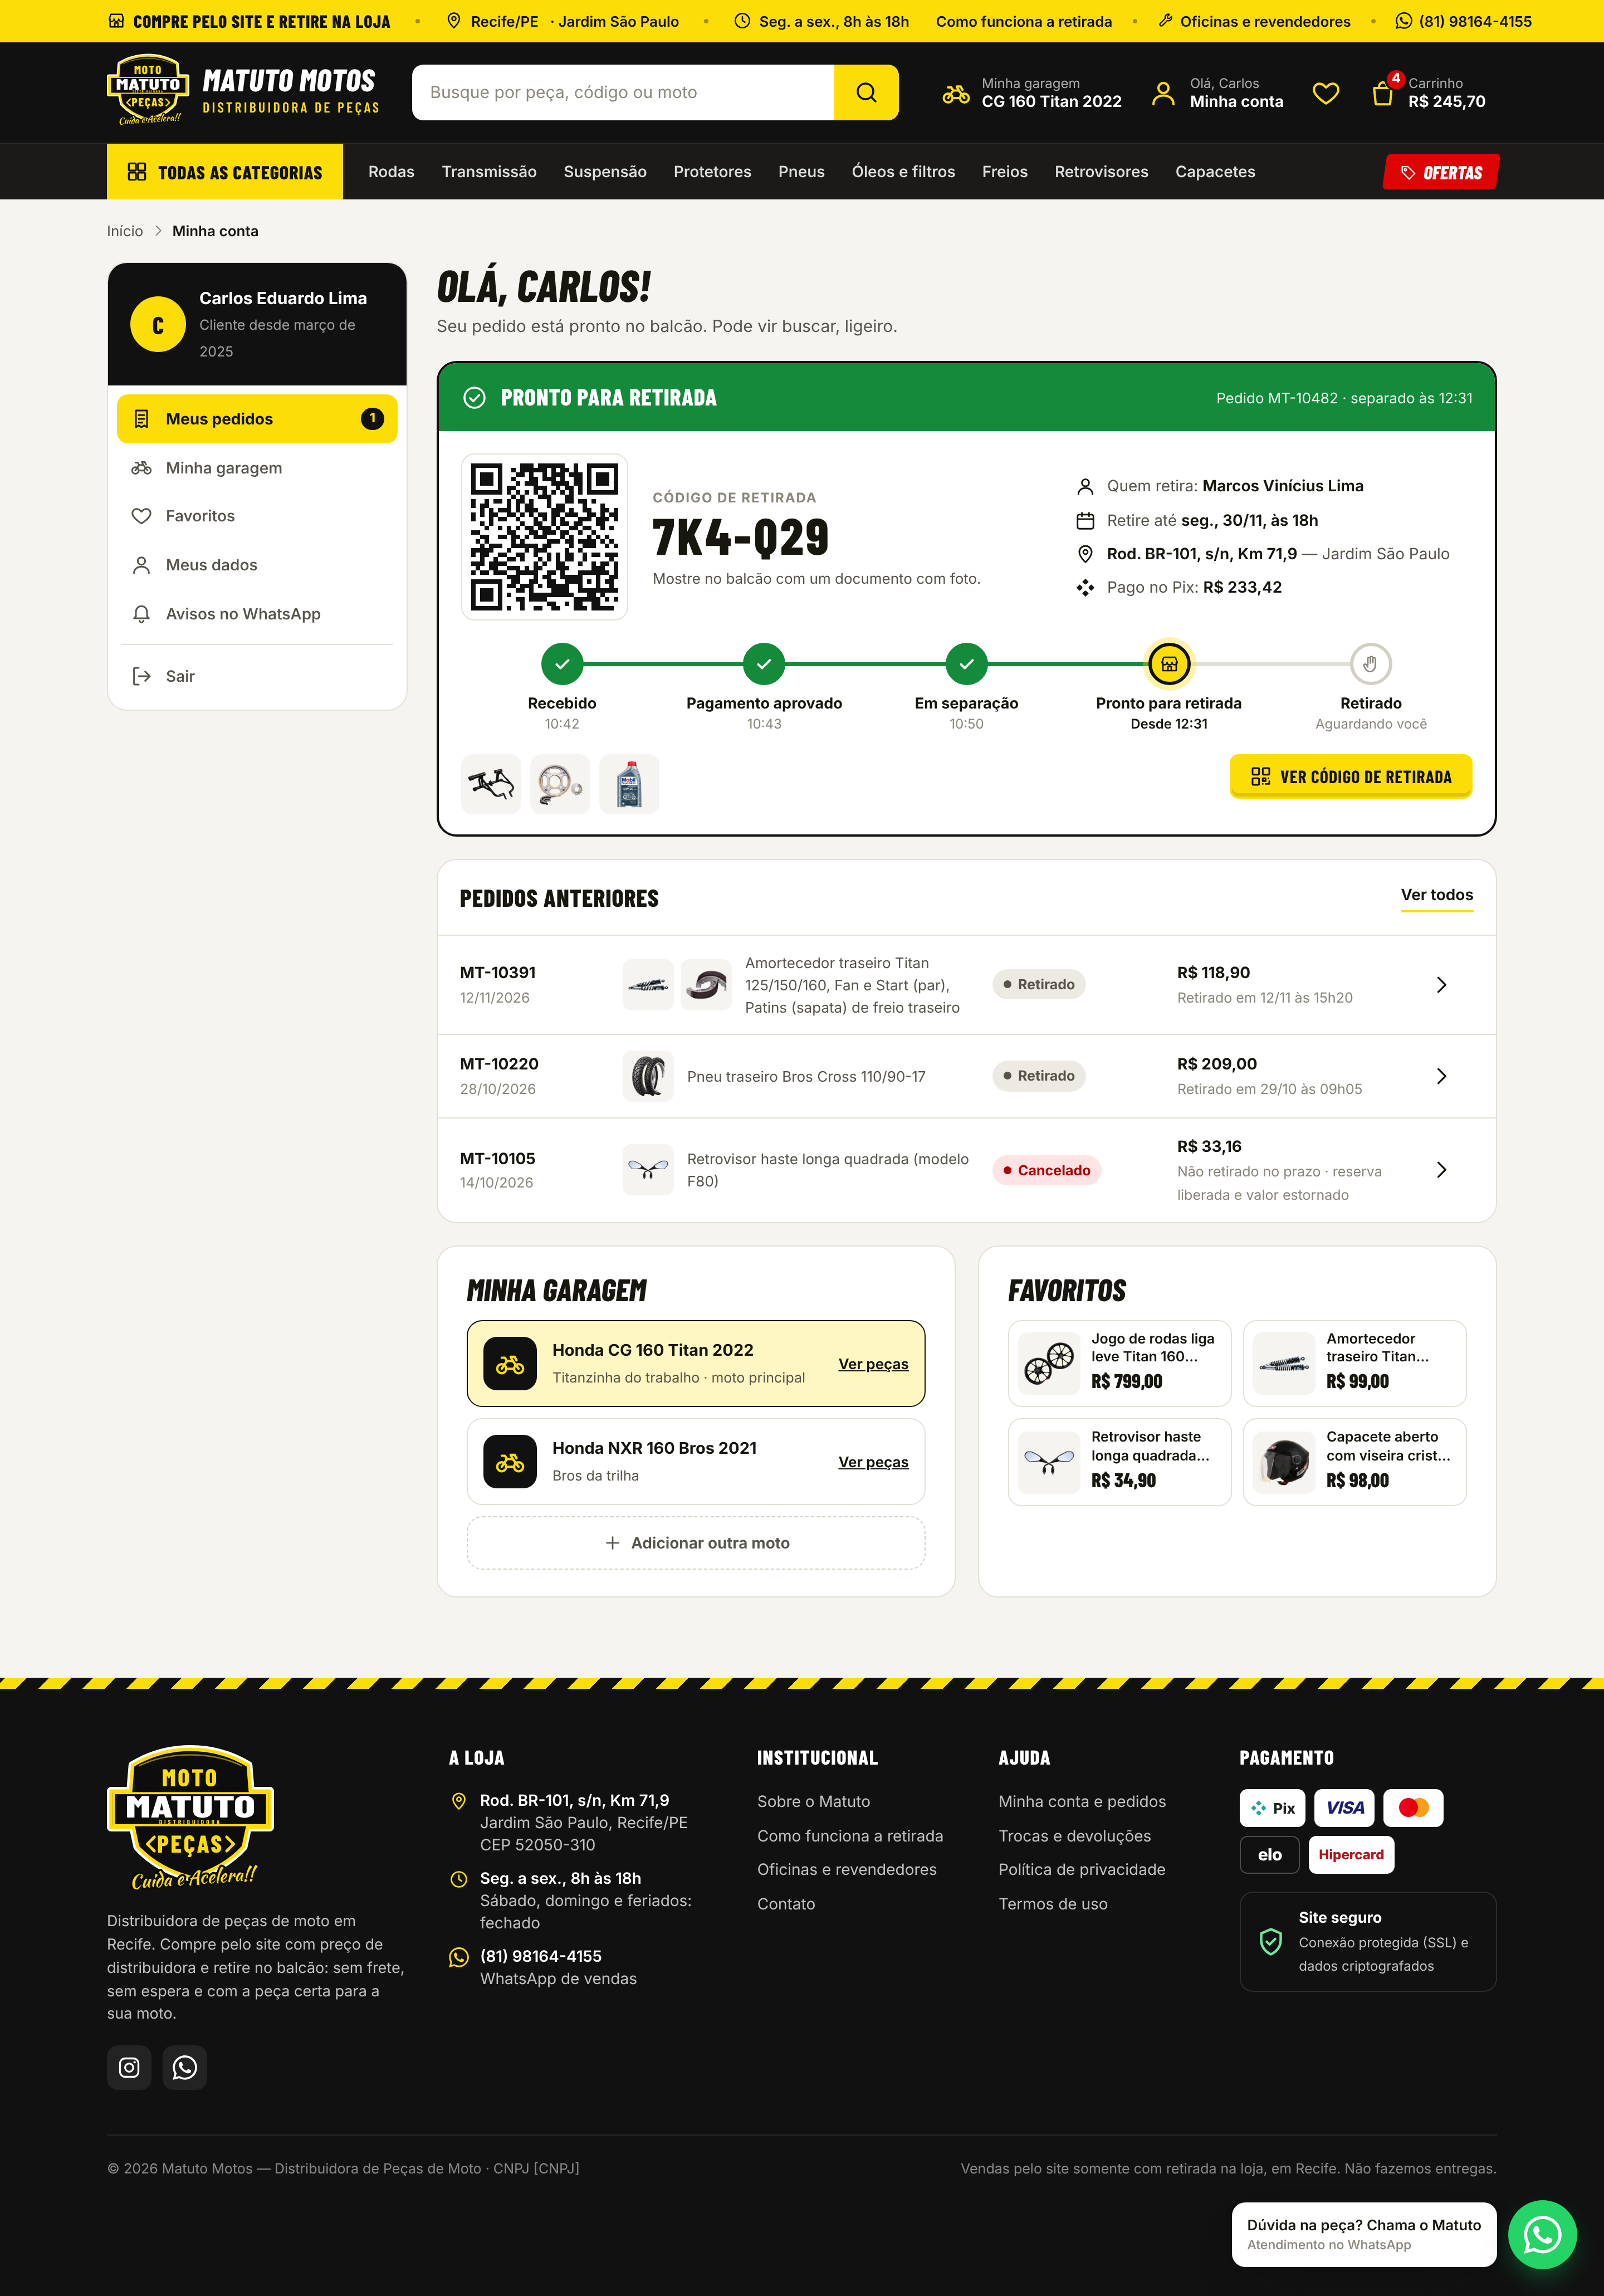 COMPRE PELO SITE E RETIRE NA LOJA • Recife/PE · Jardim São Paulo • Seg. a sex., 8h às 18h Como funciona a retirada • Oficinas e revendedores • (81) 98164-4155
MOTO
MATUTO
DISTRIBUIDORA
<PEÇAS>
Cuida e Acelera!!
MATUTO MOTOS
DISTRIBUIDORA DE PEÇAS
Busque por peça, código ou moto
Minha garagem
CG 160 Titan 2022
Olá, Carlos
Minha conta
4
Carrinho
R$ 245,70
TODAS AS CATEGORIAS Rodas Transmissão Suspensão Protetores Pneus Óleos e filtros Freios Retrovisores Capacetes OFERTAS
Início > Minha conta
C
Carlos Eduardo Lima
Cliente desde março de
2025
Meus pedidos 1
Minha garagem
Favoritos
Meus dados
Avisos no WhatsApp
Sair
OLÁ, CARLOS!
Seu pedido está pronto no balcão. Pode vir buscar, ligeiro.
PRONTO PARA RETIRADA Pedido MT-10482 · separado às 12:31
CÓDIGO DE RETIRADA
7K4-Q29
Mostre no balcão com um documento com foto.
Quem retira: Marcos Vinícius Lima
Retire até seg., 30/11, às 18h
Rod. BR-101, s/n, Km 71,9 — Jardim São Paulo
Pago no Pix: R$ 233,42
Recebido
10:42
Pagamento aprovado
10:43
Em separação
10:50
Pronto para retirada
Desde 12:31
Retirado
Aguardando você
Mobil
VER CÓDIGO DE RETIRADA
PEDIDOS ANTERIORES Ver todos
MT-10391
12/11/2026
Amortecedor traseiro Titan
125/150/160, Fan e Start (par),
Patins (sapata) de freio traseiro
Retirado
R$ 118,90
Retirado em 12/11 às 15h20
MT-10220
28/10/2026
Pneu traseiro Bros Cross 110/90-17
Retirado
R$ 209,00
Retirado em 29/10 às 09h05
MT-10105
14/10/2026
Retrovisor haste longa quadrada (modelo
F80)
Cancelado
R$ 33,16
Não retirado no prazo · reserva
liberada e valor estornado
MINHA GARAGEM
Honda CG 160 Titan 2022
Titanzinha do trabalho · moto principal
Ver peças
Honda NXR 160 Bros 2021
Bros da trilha
Ver peças
Adicionar outra moto
FAVORITOS
Jogo de rodas liga
leve Titan 160...
R$ 799,00
Amortecedor
traseiro Titan...
R$ 99,00
Retrovisor haste
longa quadrada...
R$ 34,90
Capacete aberto
com viseira crist...
R$ 98,00
MOTO
MATUTO
DISTRIBUIDORA
<PEÇAS>
Cuida e Acelera!!
Distribuidora de peças de moto em
Recife. Compre pelo site com preço de
distribuidora e retire no balcão: sem frete,
sem espera e com a peça certa para a
sua moto.
A LOJA
Rod. BR-101, s/n, Km 71,9
Jardim São Paulo, Recife/PE
CEP 52050-310
Seg. a sex., 8h às 18h
Sábado, domingo e feriados:
fechado
(81) 98164-4155
WhatsApp de vendas
INSTITUCIONAL
Sobre o Matuto
Como funciona a retirada
Oficinas e revendedores
Contato
AJUDA
Minha conta e pedidos
Trocas e devoluções
Política de privacidade
Termos de uso
PAGAMENTO
Pix VISA
elo Hipercard
Site seguro
Conexão protegida (SSL) e
dados criptografados
© 2026 Matuto Motos — Distribuidora de Peças de Moto · CNPJ [CNPJ]
Vendas pelo site somente com retirada na loja, em Recife. Não fazemos entregas.
Dúvida na peça? Chama o Matuto
Atendimento no WhatsApp